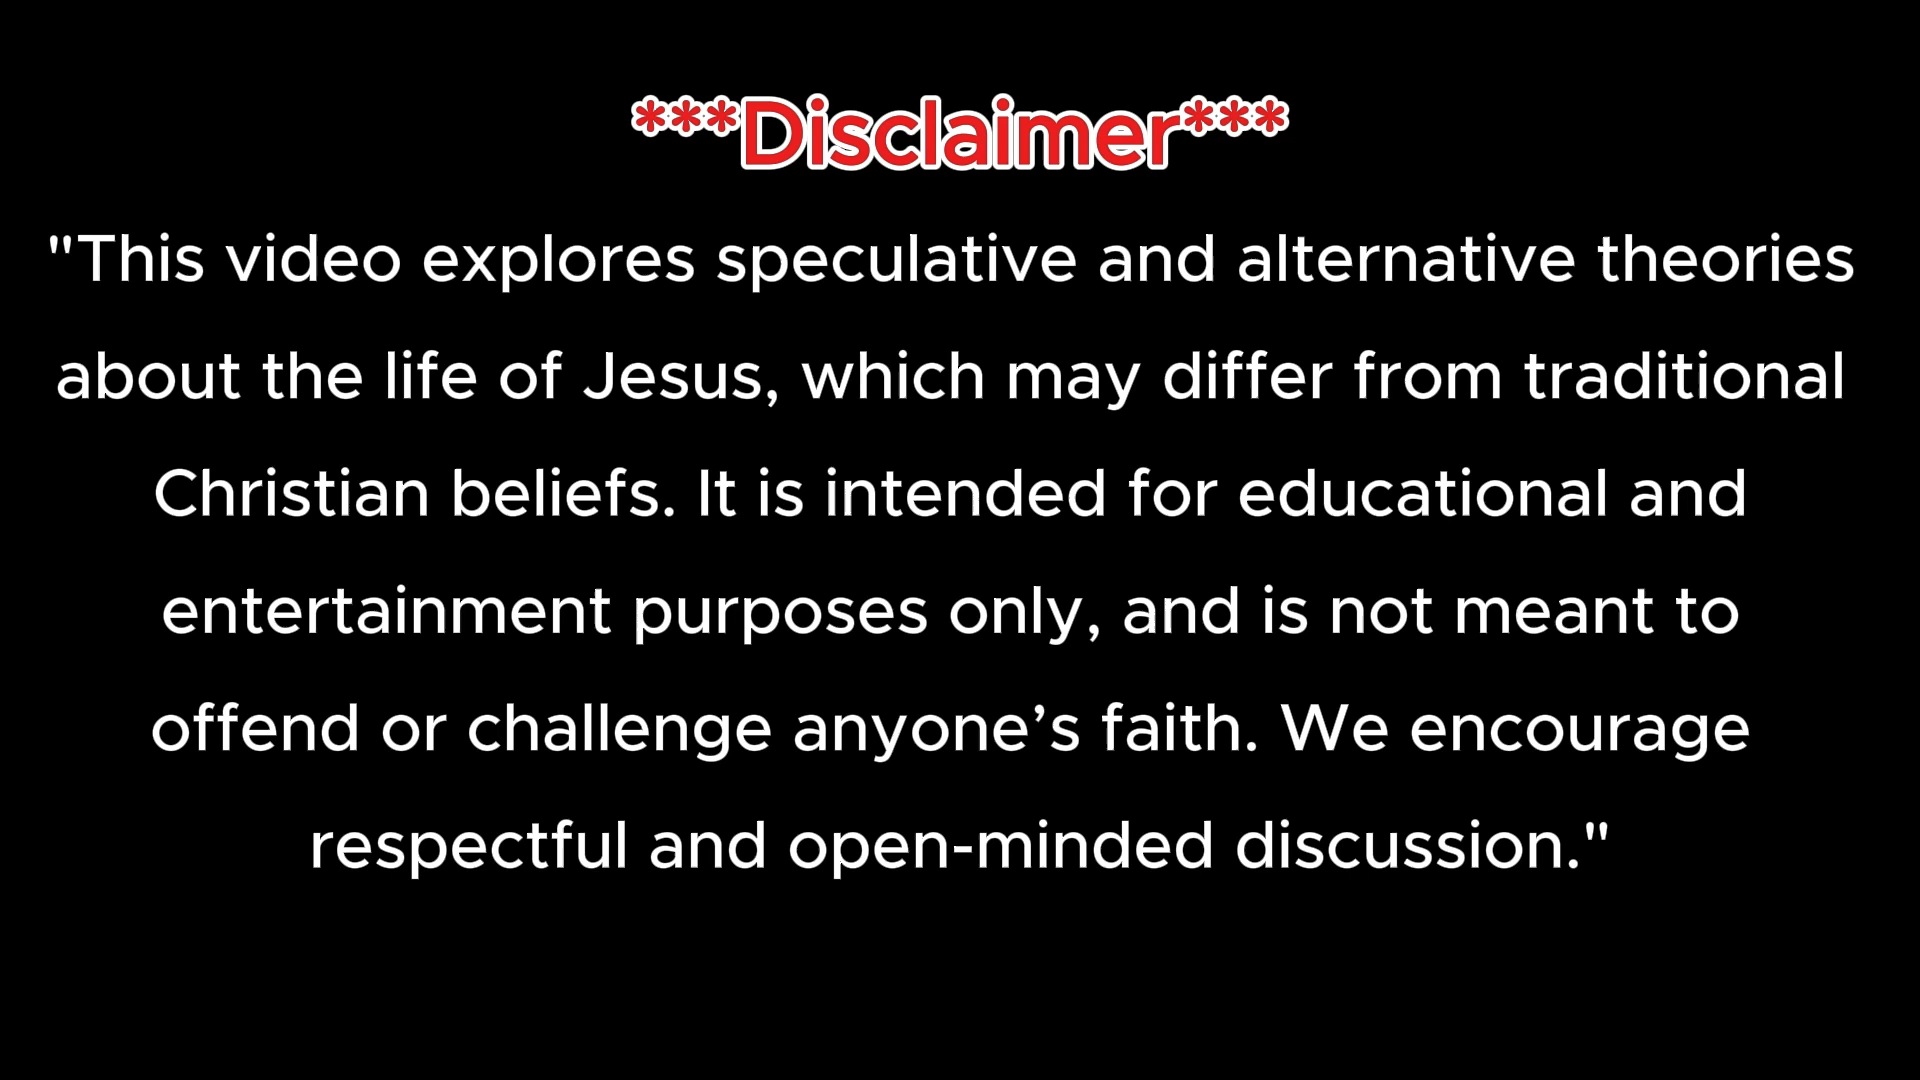 ***Disclaimer***
"This video explores speculative and alternative theories
about the life of Jesus, which may differ from traditional
Christian beliefs. It is intended for educational and
entertainment purposes only, and is not meant to
offend or challenge anyone’s faith. We encourage
respectful and open-minded discussion."